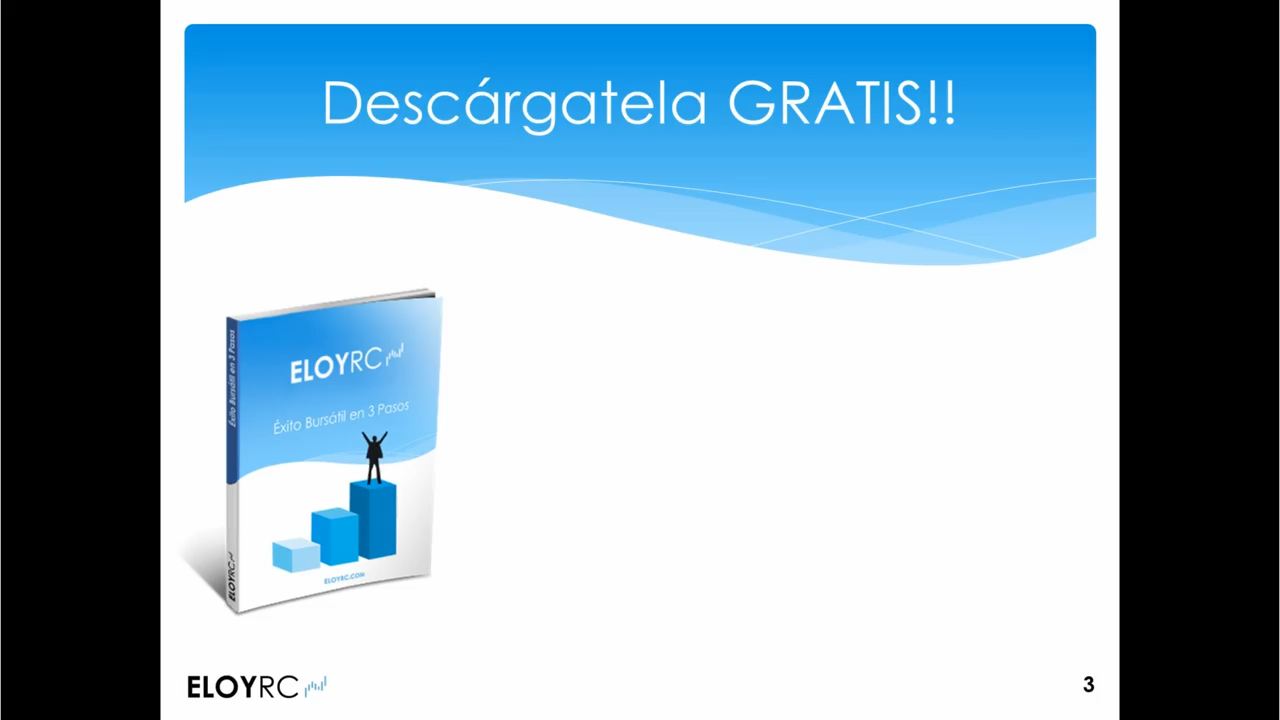 Descárgatela GRATIS!!
Éxito Bursátil en 3 Pasos
ELOYRC
ELOYRC
Éxito Bursátil en 3 Pasos
ELOYRC.COM
ELOYRC
3